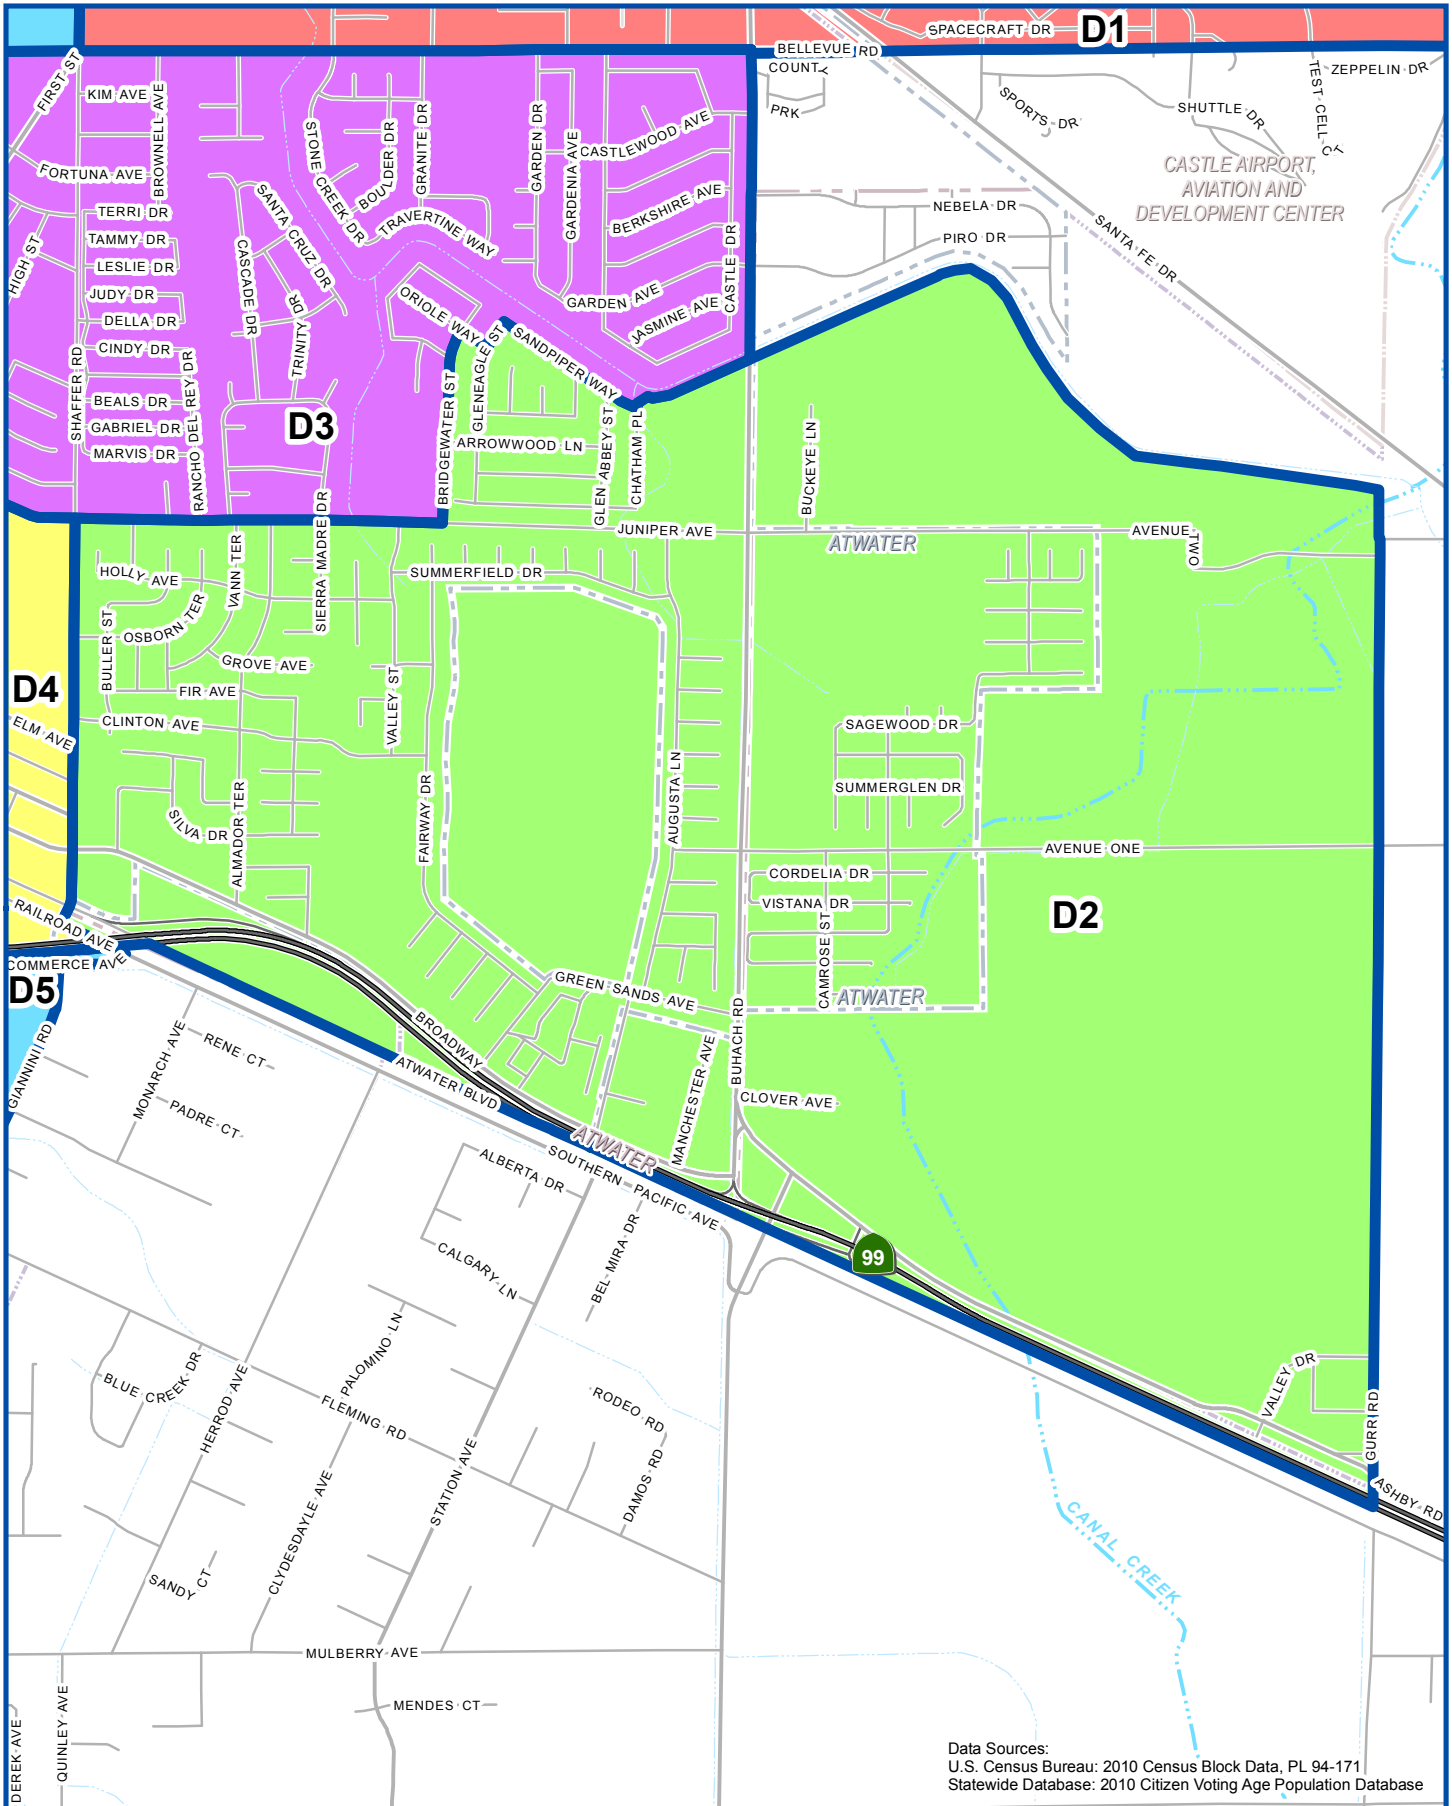 SPACECRAFT DR
D1
BELLEVUE RD
COUNTY
PRK
ZEPPELIN DR
TEST CELL CT
SPORTS DR
SHUTTLE DR
CASTLE AIRPORT,
AVIATION AND
DEVELOPMENT CENTER
NEBELA DR
PIRO DR
SANTA FE DR
FIRST ST
KIM AVE
BROWNELL AVE
FORTUNA AVE
TERRI DR
TAMMY DR
LESLIE DR
JUDY DR
DELLA DR
CINDY DR
BEALS DR
GABRIEL DR
MARVIS DR
HIGH ST
SHAFFER RD
RANCHO DEL REY DR
CASCADE DR
SANTA CRUZ DR
TRINITY DR
STONE CREEK DR
BOULDER DR
GRANITE DR
TRAVERTINE WAY
GARDEN DR
GARDENIA AVE
CASTLEWOOD AVE
BERKSHIRE AVE
CASTLE DR
GARDEN AVE
JASMINE AVE
ORIOLE WAY
GLENEAGLE ST
SANDPIPER WAY
BRIDGEWATER ST
D3
ARROWWOOD LN
GLEN ABBEY ST
CHATHAM PL
BUCKEYE LN
JUNIPER AVE
ATWATER
AVENUE TWO
SIERRA MADRE DR
VANN TER
HOLLY AVE
SUMMERFIELD DR
OSBORN TER
BULLER ST
GROVE AVE
FIR AVE
VALLEY ST
CLINTON AVE
D4
ELM AVE
SILVA DR
ALMADOR TER
FAIRWAY DR
AUGUSTA LN
SAGEWOOD DR
SUMMERGLEN DR
AVENUE ONE
CORDELIA DR
VISTANA DR
CAMROSE ST
D2
ATWATER
RAILROAD AVE
COMMERCE AVE
D5
GIANNINI RD
GREEN SANDS AVE
BUHACH RD
MANCHESTER AVE
CLOVER AVE
BROADWAY
ATWATER BLVD
MONARCH AVE
RENE CT
PADRE CT
ATWATER
SOUTHERN PACIFIC AVE
ALBERTA DR
CALGARY LN
BEL MIRA DR
99
PALOMINO LN
BLUE CREEK DR
HERROD AVE
FLEMING RD
RODEO RD
DAMOS RD
STATION AVE
CLYDESDAYLE AVE
SANDY CT
VALLEY DR
GURR RD
ASHBY RD
CANAL CREEK
MULBERRY AVE
MENDES CT
QUINLEY AVE
DEREK AVE
Data Sources:
U.S. Census Bureau: 2010 Census Block Data, PL 94-171
Statewide Database: 2010 Citizen Voting Age Population Database